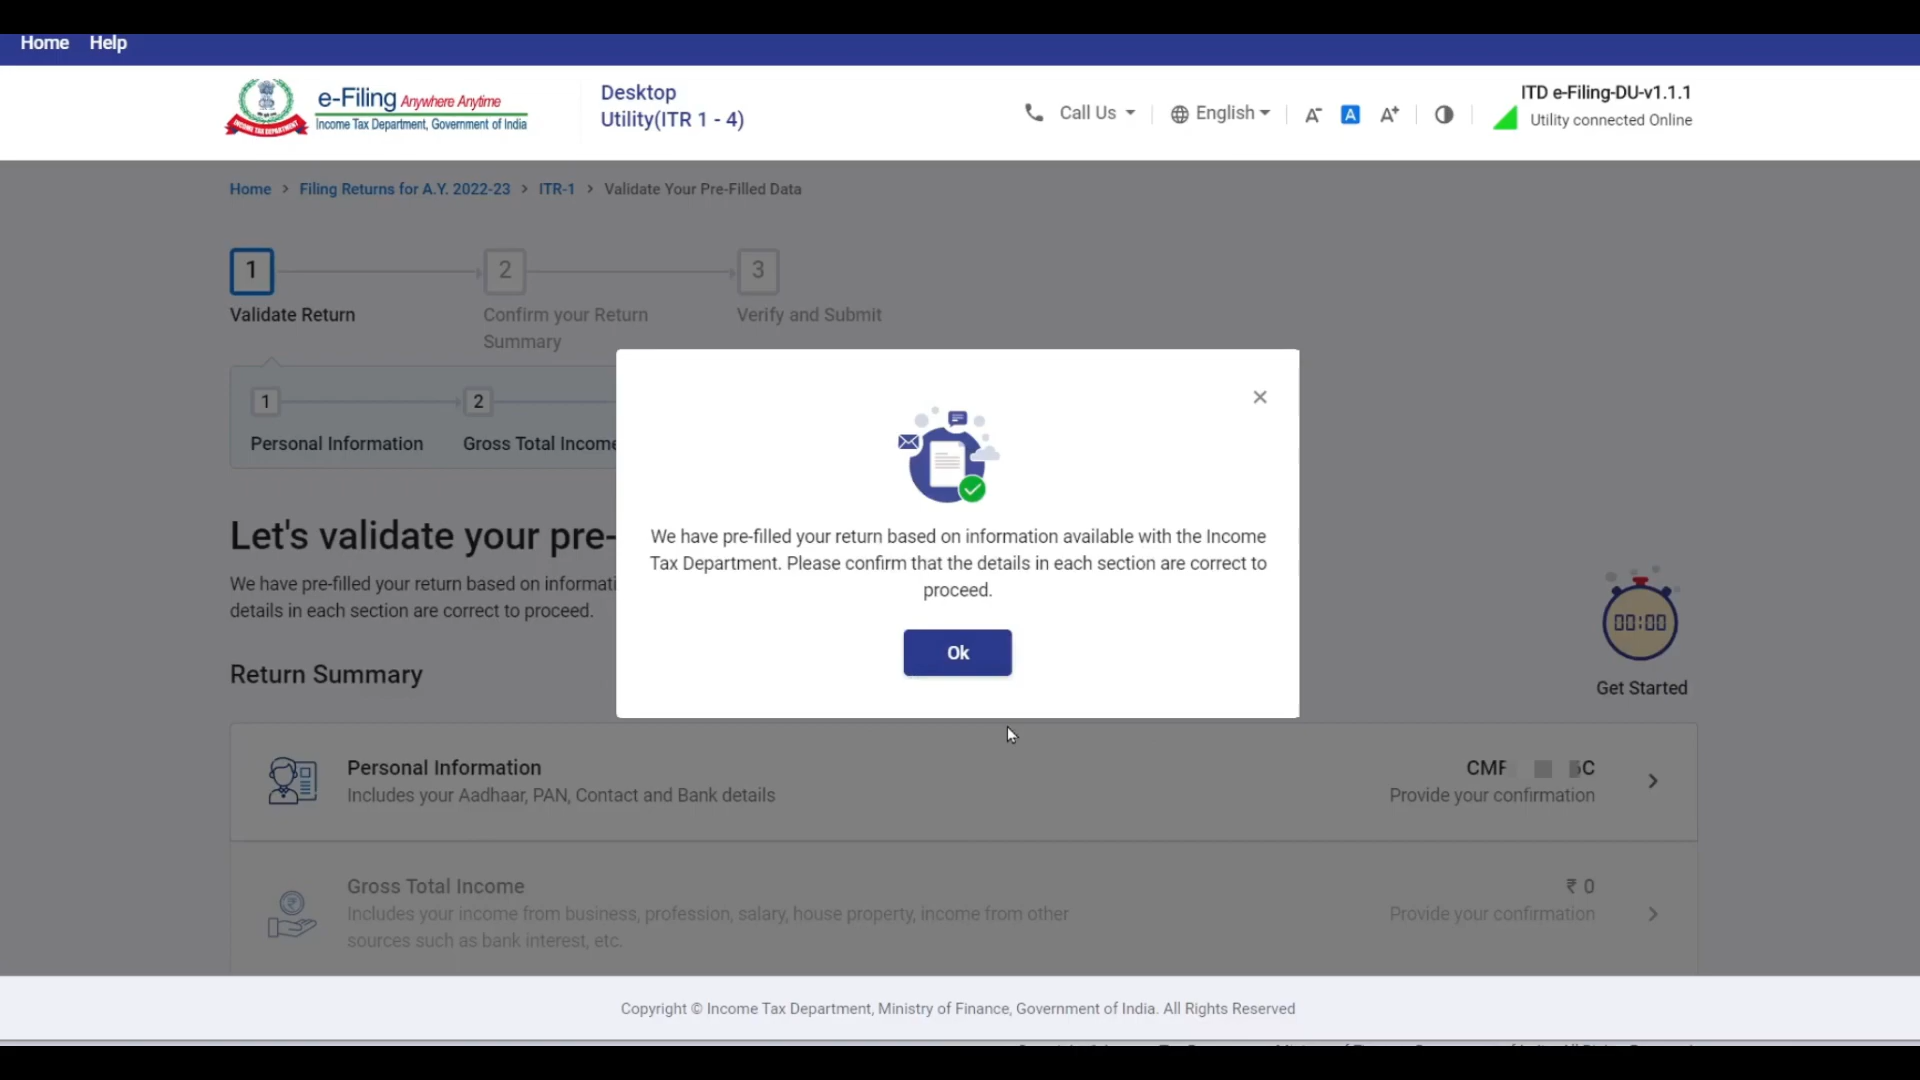 Home Help
e-Filing Anywhere Anytime
Income Tax Department, Government of India
INCOME TAX DEPARTMENT
Desktop
Utility(ITR 1 - 4)
Call Us
English
A-
A
A+
ITD e-Filing-DU-v1.1.1
Utility connected Online
Home > Filing Returns for A.Y. 2022-23 > ITR-1 > Validate Your Pre-Filled Data
1
2
3
Validate Return
Confirm your Return
Summary
Verify and Submit
1
2
Personal Information
Gross Total Income
We have pre-filled your return based on information available with the Income
Tax Department. Please confirm that the details in each section are correct to
proceed.
Ok
Let's validate your pre-
We have pre-filled your return based on
details in each section are correct to proceed.
00:00
Get Started
Return Summary
Personal Information
Includes your Aadhaar, PAN, Contact and Bank details
Provide your confirmation
Gross Total Income
Includes your income from business, profession, salary, house property, income from other
sources such as bank interest, etc.
₹ 0
Provide your confirmation
Copyright © Income Tax Department, Ministry of Finance, Government of India. All Rights Reserved